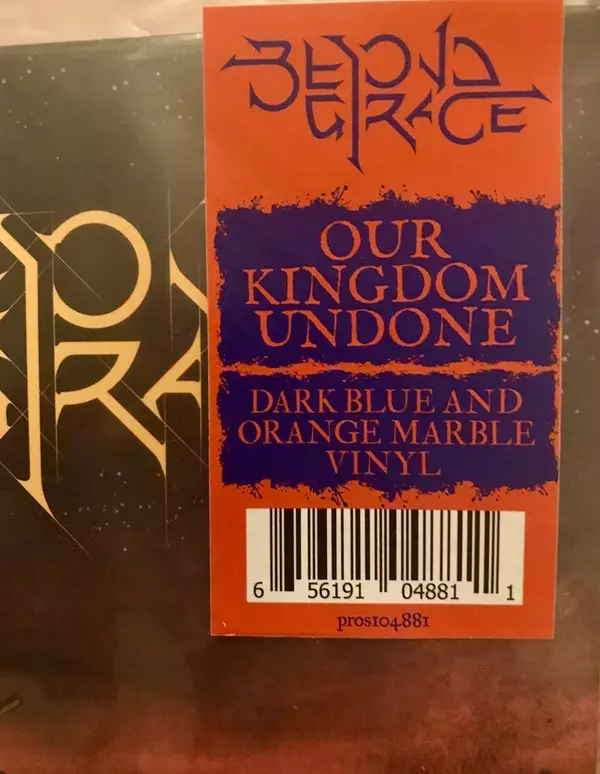 BEYOND
GRACE
OUR
KINGDOM
UNDONE
DARK BLUE AND
ORANGE MARBLE
VINYL
6 56191 04881 1
pros104881